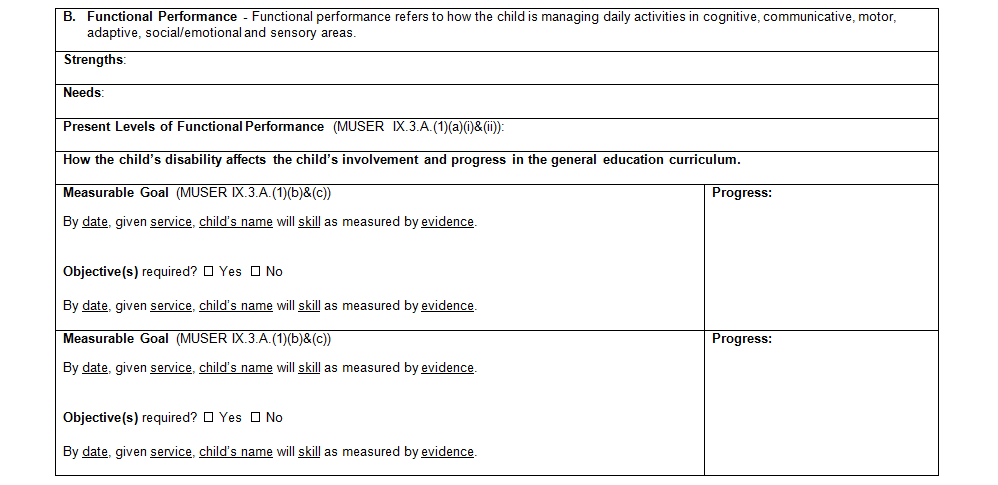 B. Functional Performance - Functional performance refers to how the child is managing daily activities in cognitive, communicative, motor,
adaptive, social/emotional and sensory areas.
Strengths:
Needs:
Present Levels of Functional Performance (MUSER IX.3.A.(1)(a)(i)&(ii)):
How the child's disability affects the child's involvement and progress in the general education curriculum.
Measurable Goal (MUSER IX.3.A.(1)(b)&(c))
By date, given service, child's name will skill as measured by evidence.
Objective(s) required? ☐ Yes ☐ No
By date, given service, child's name will skill as measured by evidence.
Progress:
Measurable Goal (MUSER IX.3.A.(1)(b)&(c))
By date, given service, child's name will skill as measured by evidence.
Objective(s) required? ☐ Yes ☐ No
By date, given service, child's name will skill as measured by evidence.
Progress: